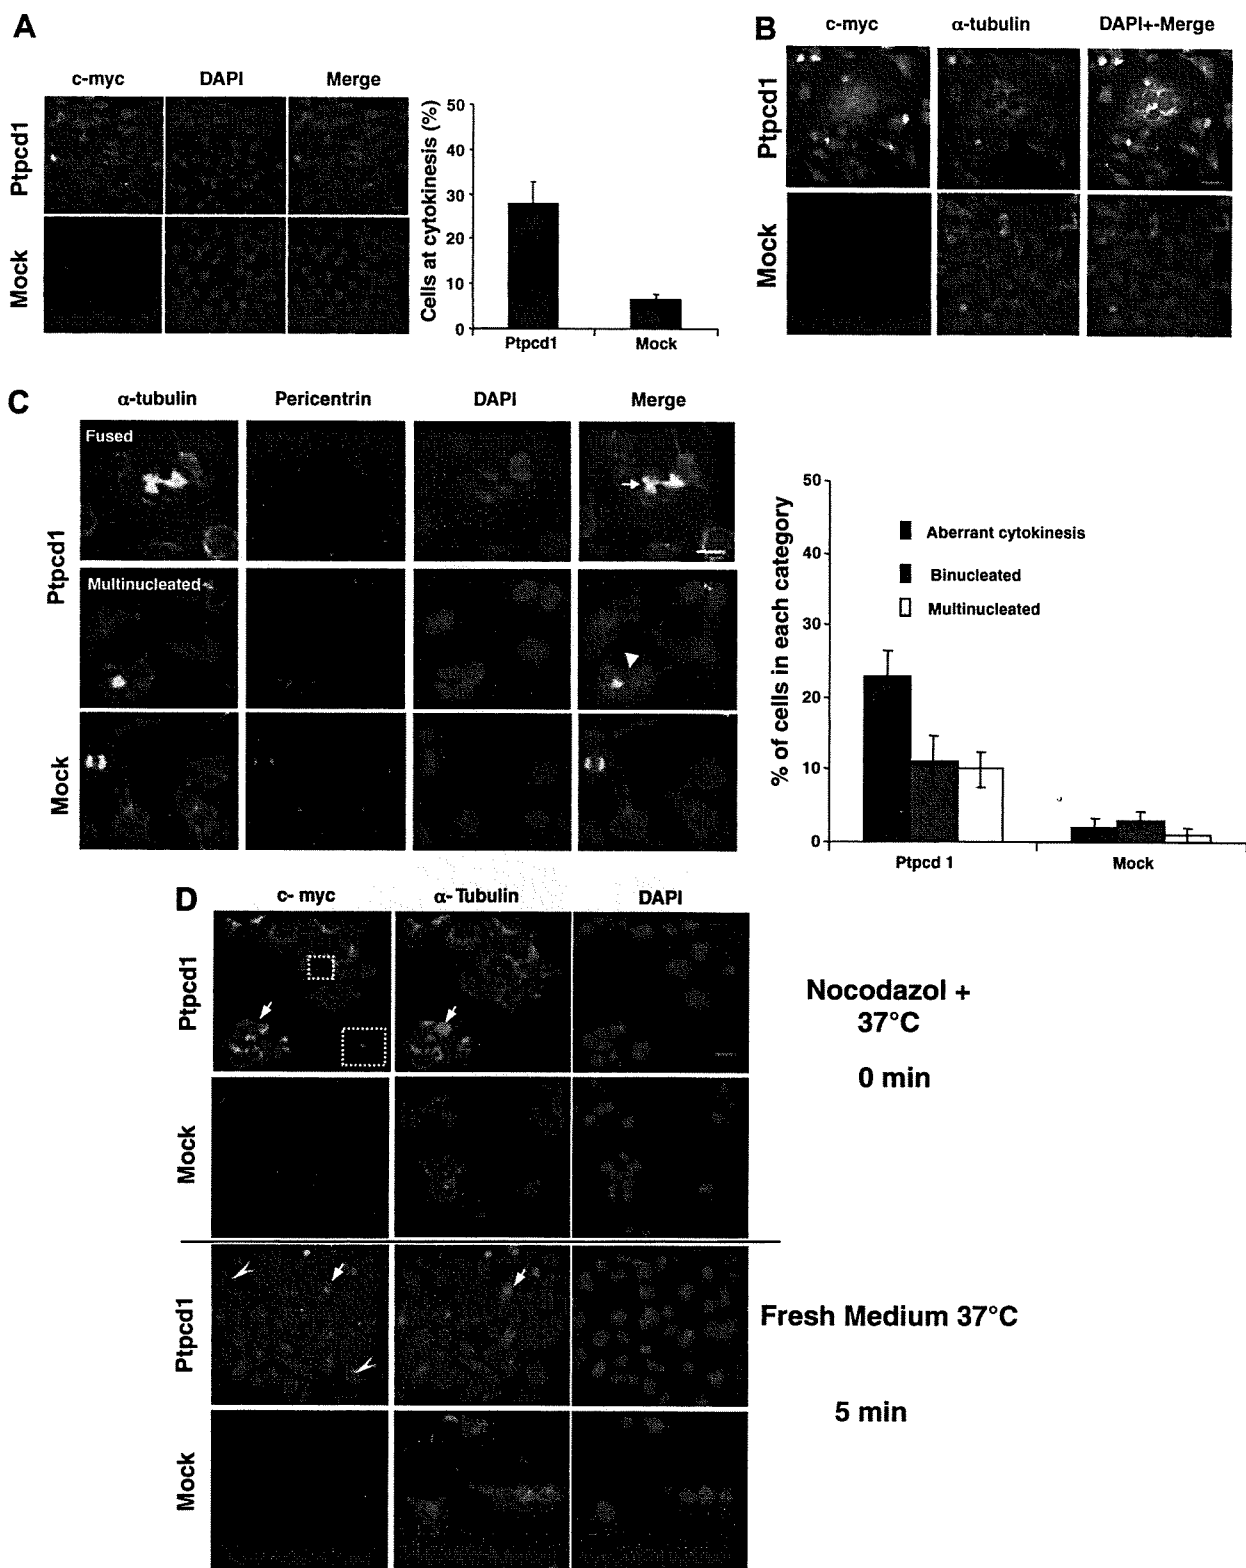 A
c-myc DAPI Merge
Ptpcd1
Mock
Cells at cytokinesis (%)
50
40
30
20
10
0
Ptpcd1 Mock
B
c-myc α-tubulin DAPI+-Merge
Ptpcd1
Mock
C
α-tubulin Pericentrin DAPI Merge
Ptpcd1
Fused
Multinucleated
Mock
% of cells in each category
50
40
30
20
10
0
Aberrant cytokinesis
Binucleated
Multinucleated
Ptpcd 1 Mock
D
c- myc α- Tubulin DAPI
Ptpcd1
Mock
Nocodazol +
37°C
0 min
Ptpcd1
Mock
Fresh Medium 37°C
5 min